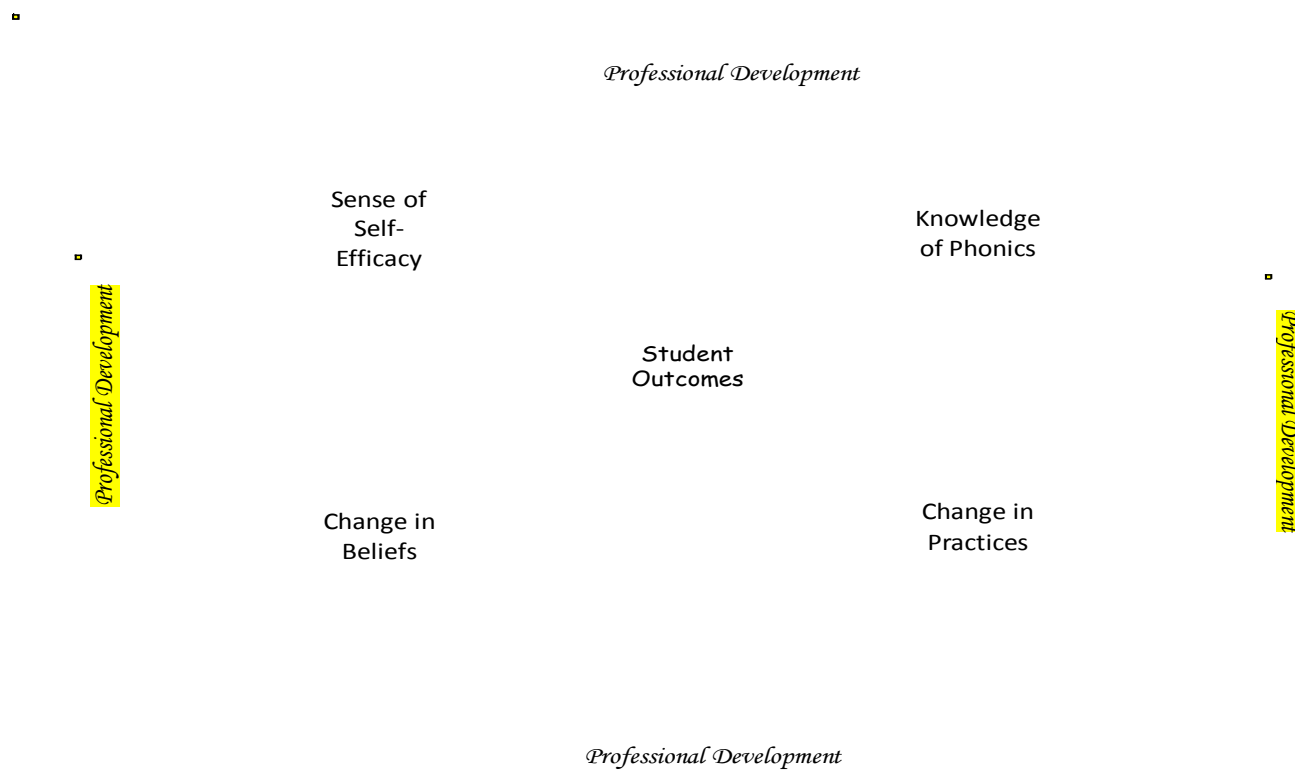 Professional Development
Sense of
Self-
Efficacy
Knowledge
of Phonics
Professional Development
Professional Development
Student
Outcomes
Change in
Beliefs
Change in
Practices
Professional Development